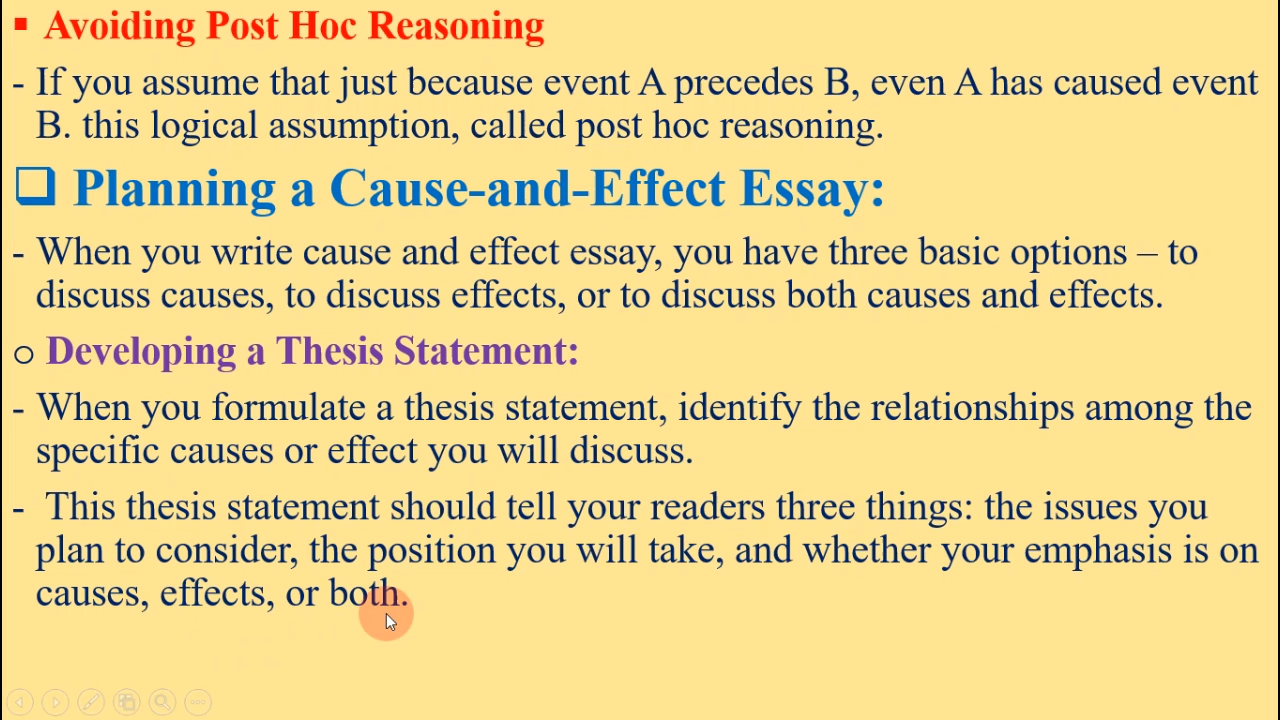 ▪ Avoiding Post Hoc Reasoning
- If you assume that just because event A precedes B, even A has caused event
B. this logical assumption, called post hoc reasoning.
❑ Planning a Cause-and-Effect Essay:
- When you write cause and effect essay, you have three basic options – to
discuss causes, to discuss effects, or to discuss both causes and effects.
o Developing a Thesis Statement:
- When you formulate a thesis statement, identify the relationships among the
specific causes or effect you will discuss.
- This thesis statement should tell your readers three things: the issues you
plan to consider, the position you will take, and whether your emphasis is on
causes, effects, or both.